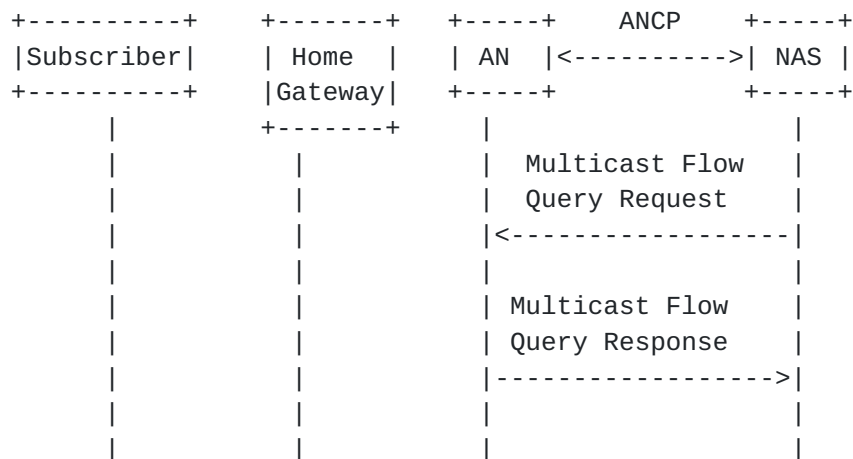 +----------+    +-------+   +-----+    ANCP    +-----+
|Subscriber|    | Home  |   | AN  |<---------->| NAS |
+----------+    |Gateway|   +-----+            +-----+
      |         +-------+     |                   |
      |           |           |  Multicast Flow   |
      |           |           |  Query Request    |
      |           |           |<------------------|
      |           |           |                   |
      |           |           | Multicast Flow    |
      |           |           | Query Response    |
      |           |           |------------------>|
      |           |           |                   |
      |           |           |                   |